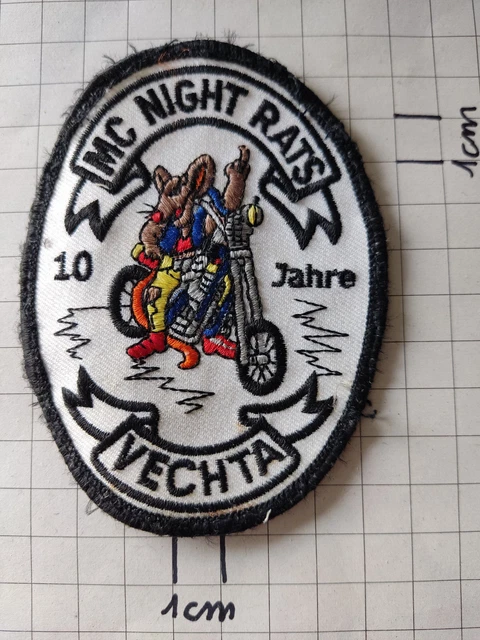 MC NIGHT RATS
10 Jahre
VECHTA
1cm
1cm